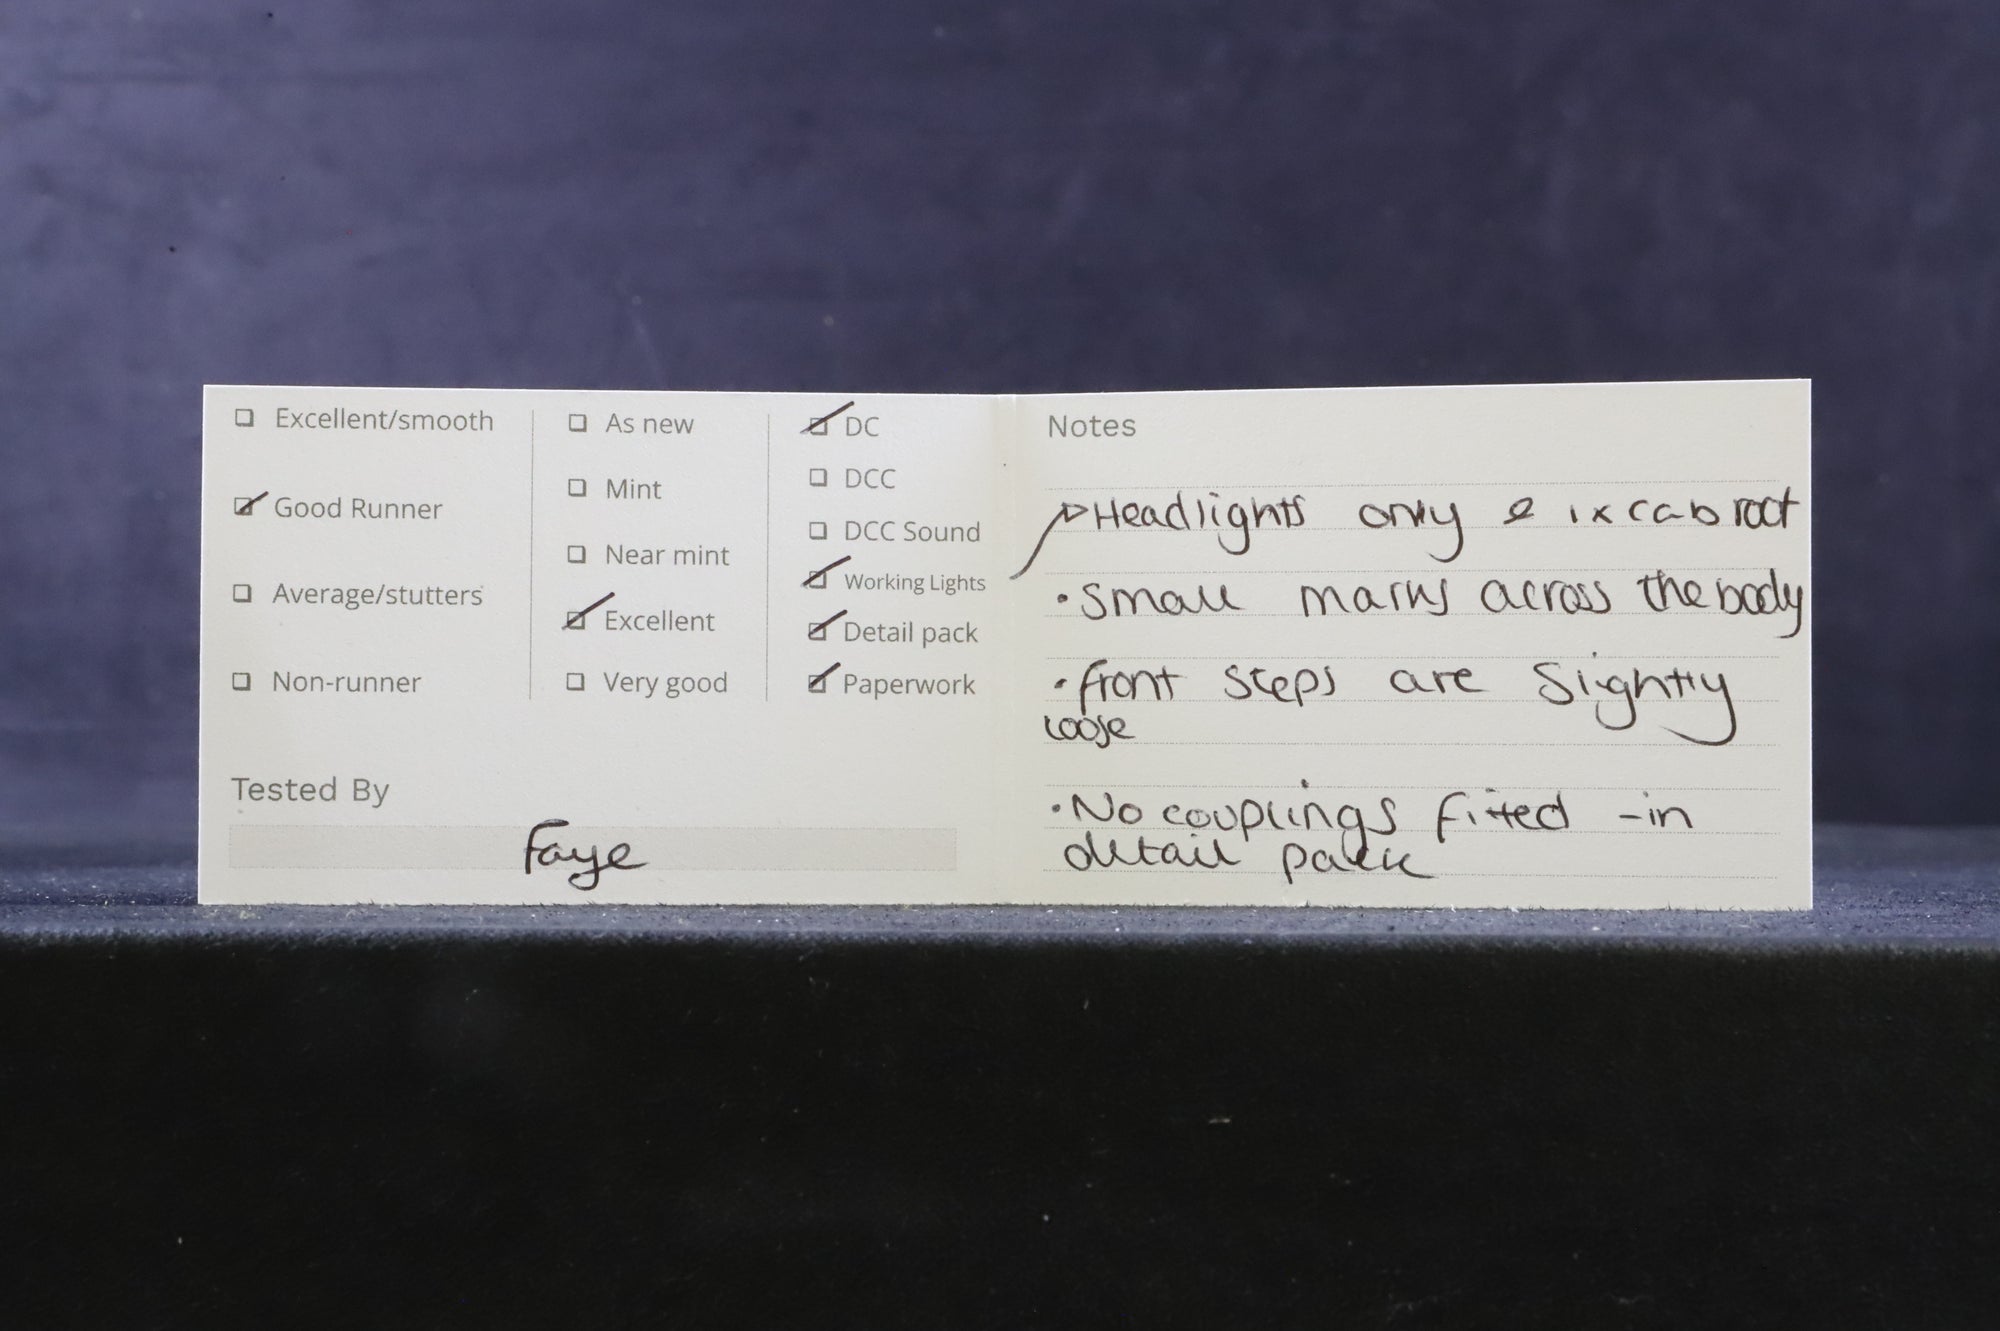 Excellent/smooth
Good Runner
Average/stutters
Non-runner
As new
Mint
Near mint
Excellent
Very good
DC
DCC
DCC Sound
Working Lights
Detail pack
Paperwork
Tested By
Faye
Notes
Headlights only & 1x cab
• Small marks across the body
• front steps are Slightly
loose
• No couplings fitted - in
detail pack